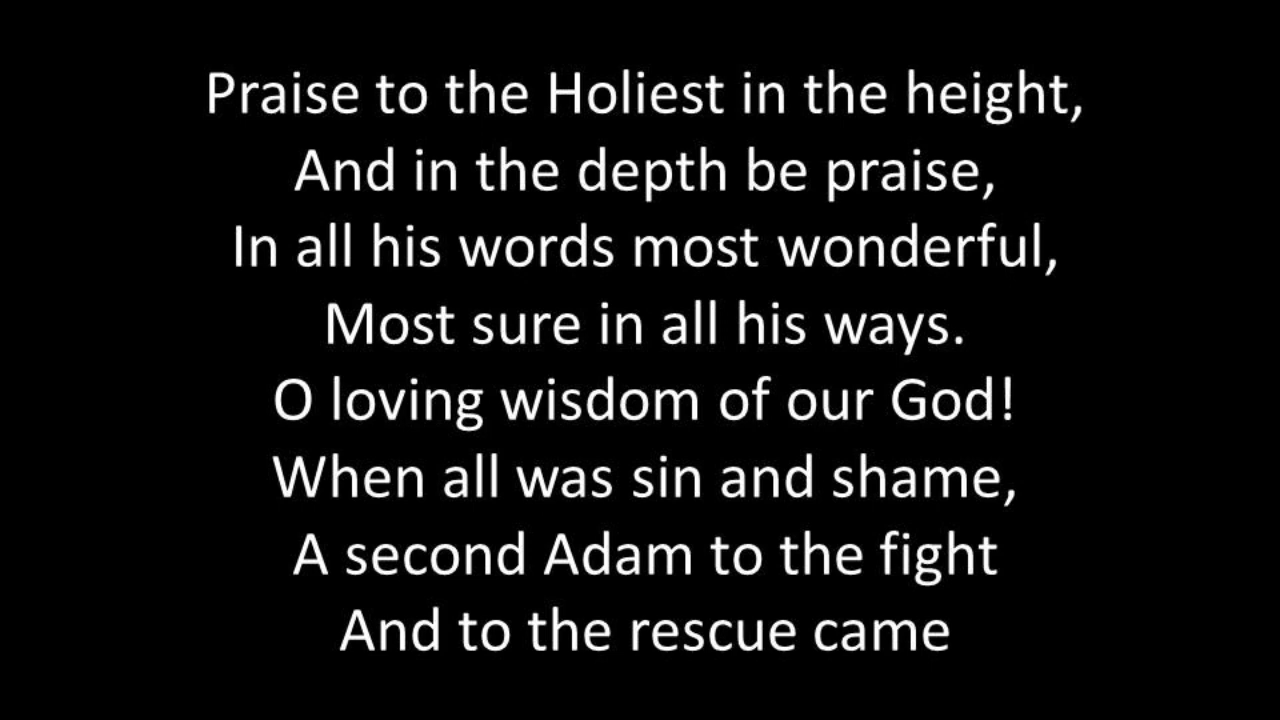 Praise to the Holiest in the height,
And in the depth be praise,
In all his words most wonderful,
Most sure in all his ways.
O loving wisdom of our God!
When all was sin and shame,
A second Adam to the fight
And to the rescue came